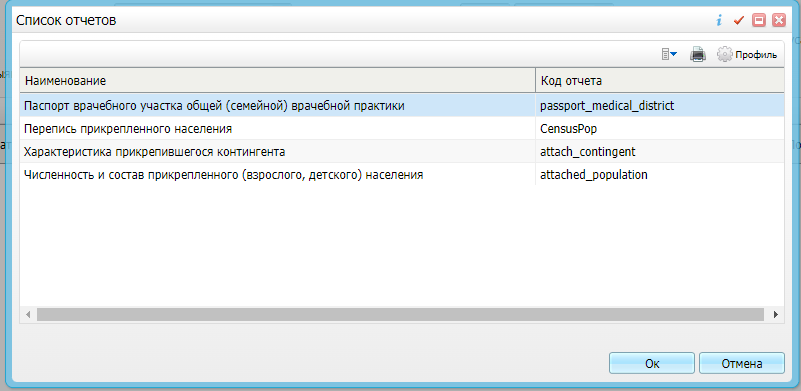 Список отчетов
Профиль
Наименование Код отчета
Паспорт врачебного участка общей (семейной) врачебной практики passport_medical_district
Перепись прикрепленного населения CensusPop
Характеристика прикрепившегося контингента attach_contingent
Численность и состав прикрепленного (взрослого, детского) населения attached_population
Ок Отмена